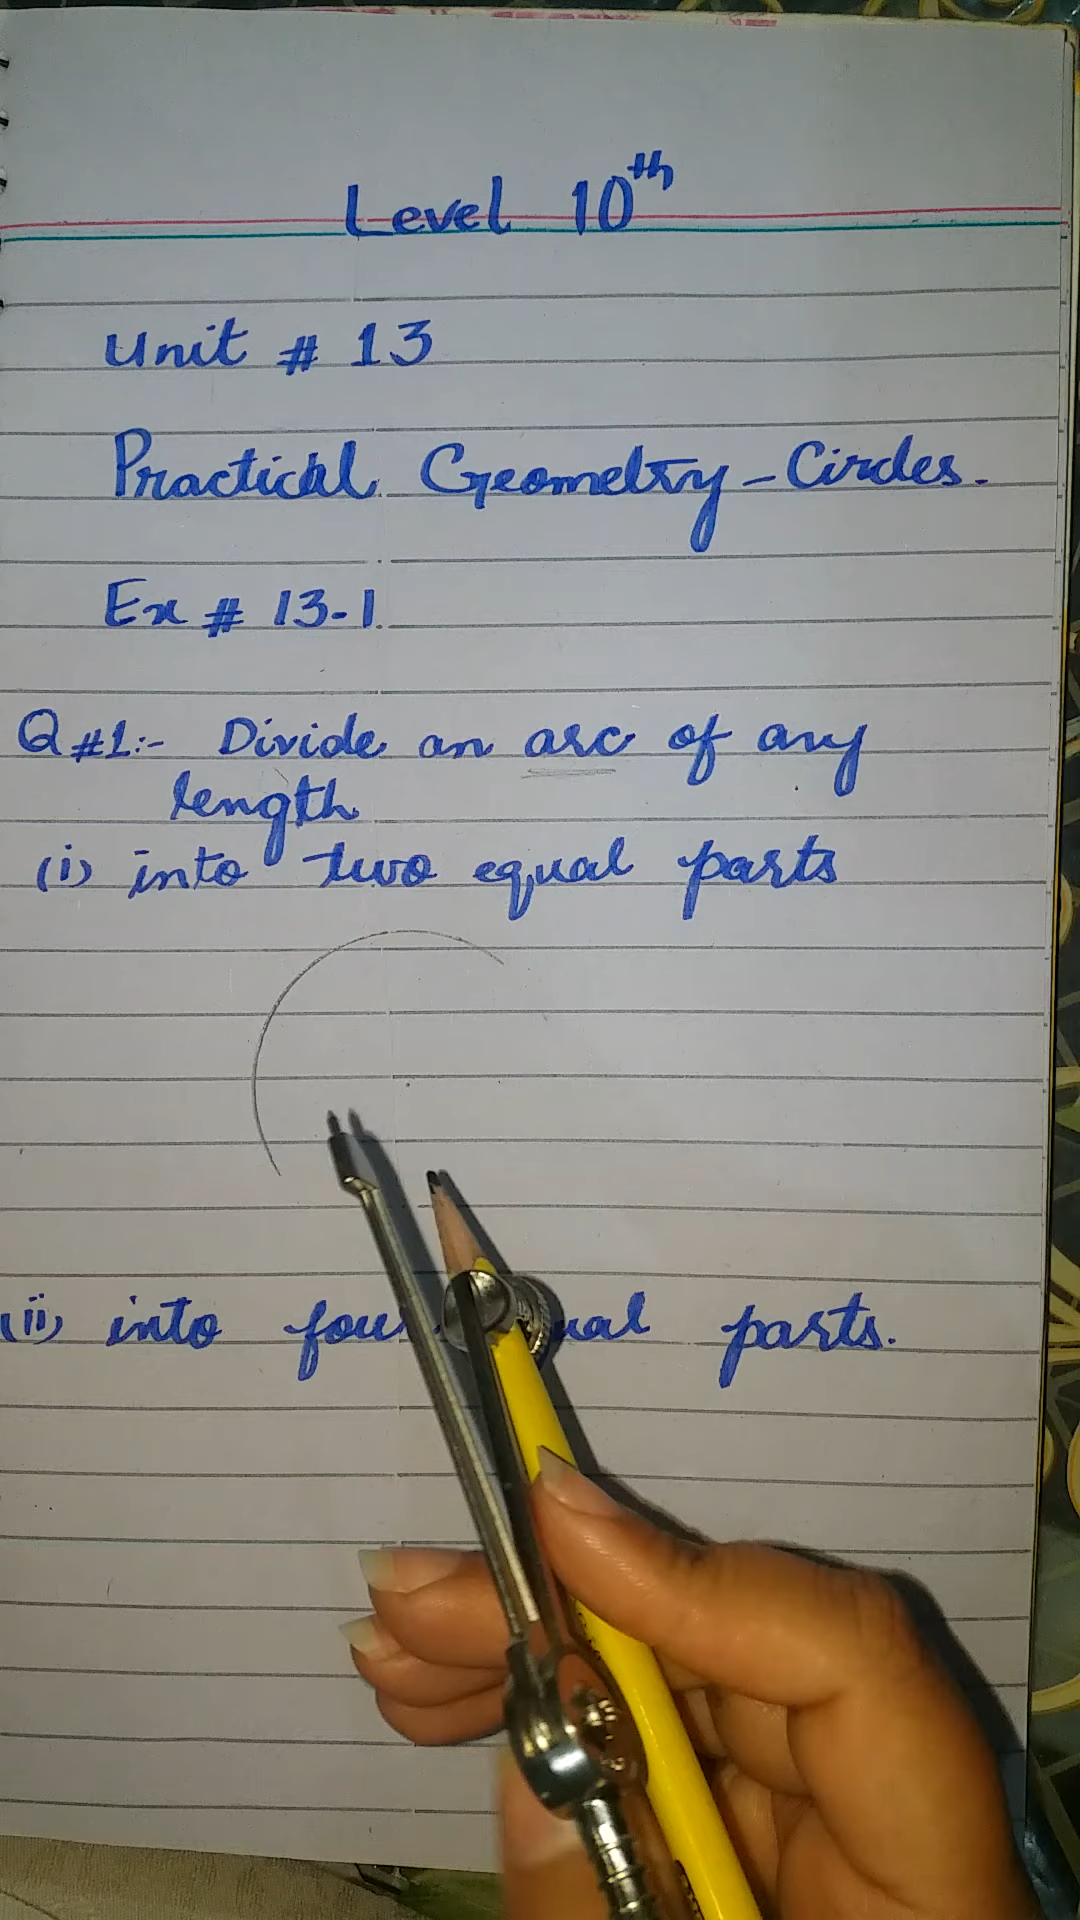 Level 10th
Unit # 13
Practical Geometry - Circles.
Ex # 13.1
Q #1:- Divide an arc of any
length
(i) into two equal parts
(ii) into parts.